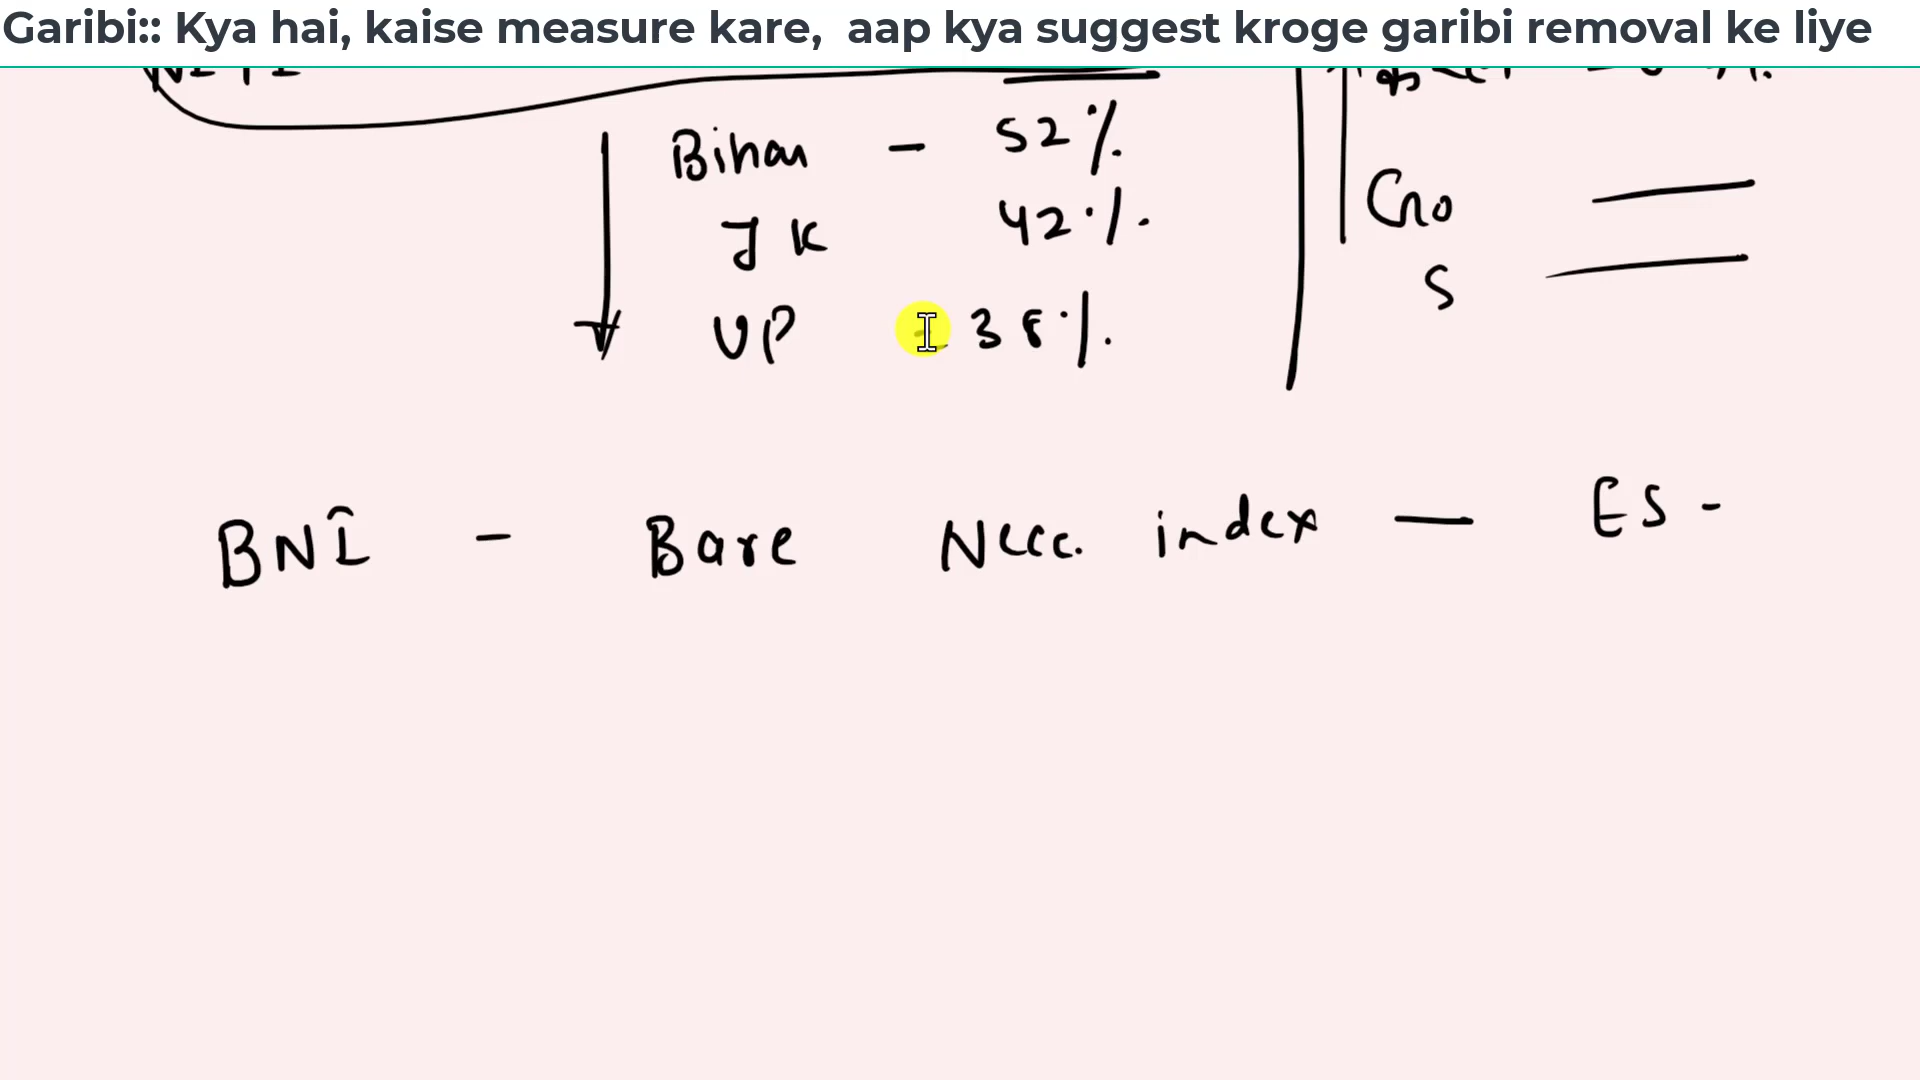 Garibi:: Kya hai, kaise measure kare, aap kya suggest kroge garibi removal ke liye
Bihar - 52%
JK 42%.
UP - 38%.
Go
S
BNI - Bare Necc. index — ES -